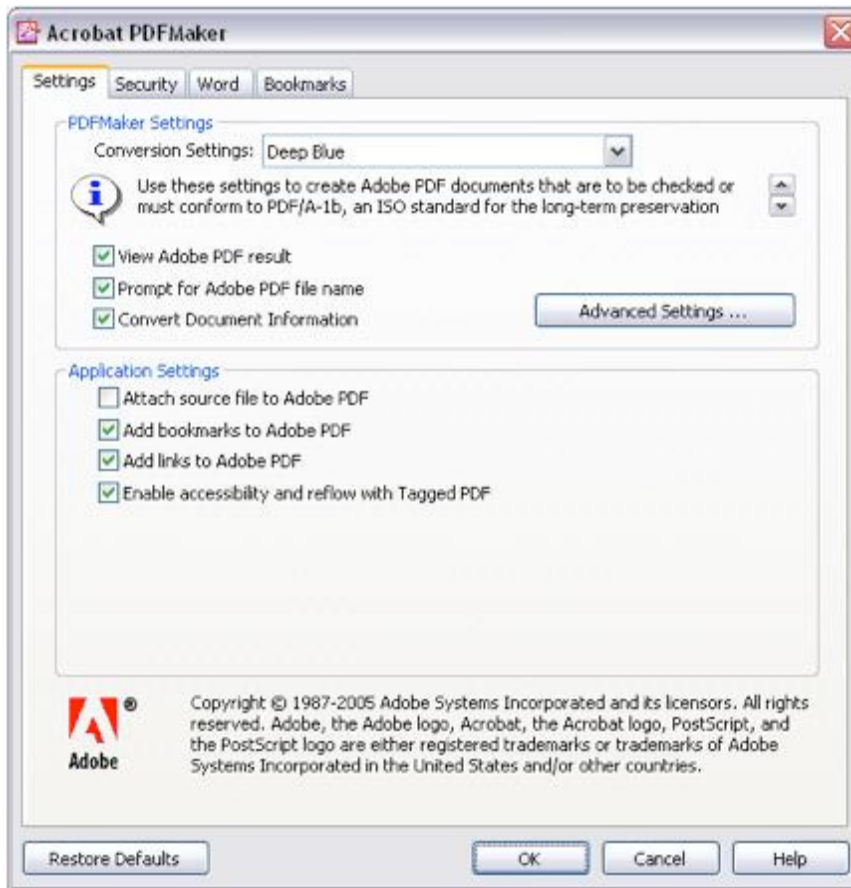 Acrobat PDFMaker
Settings Security Word Bookmarks
PDFMaker Settings
Conversion Settings: Deep Blue
Use these settings to create Adobe PDF documents that are to be checked or
must conform to PDF/A-1b, an ISO standard for the long-term preservation
View Adobe PDF result
Prompt for Adobe PDF file name
Convert Document Information
Advanced Settings ...
Application Settings
Attach source file to Adobe PDF
Add bookmarks to Adobe PDF
Add links to Adobe PDF
Enable accessibility and reflow with Tagged PDF
Adobe
®
Copyright © 1987-2005 Adobe Systems Incorporated and its licensors. All rights
reserved. Adobe, the Adobe logo, Acrobat, the Acrobat logo, PostScript, and
the PostScript logo are either registered trademarks or trademarks of Adobe
Systems Incorporated in the United States and/or other countries.
Restore Defaults OK Cancel Help